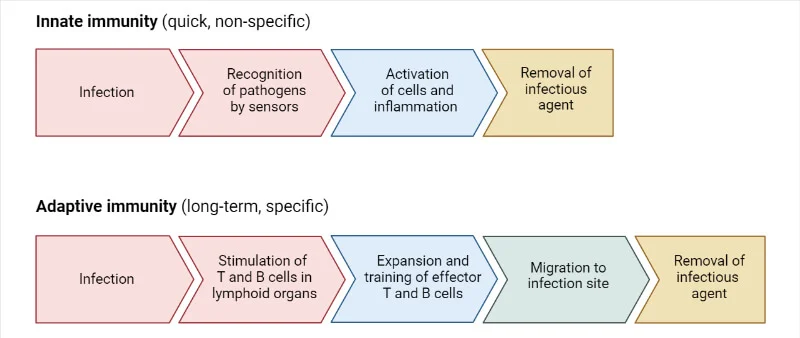 Innate immunity (quick, non-specific)
Infection
Recognition
of pathogens
by sensors
Activation
of cells and
inflammation
Removal of
infectious
agent
Adaptive immunity (long-term, specific)
Infection
Stimulation of
T and B cells in
lymphoid organs
Expansion and
training of effector
T and B cells
Migration to
infection site
Removal of
infectious
agent